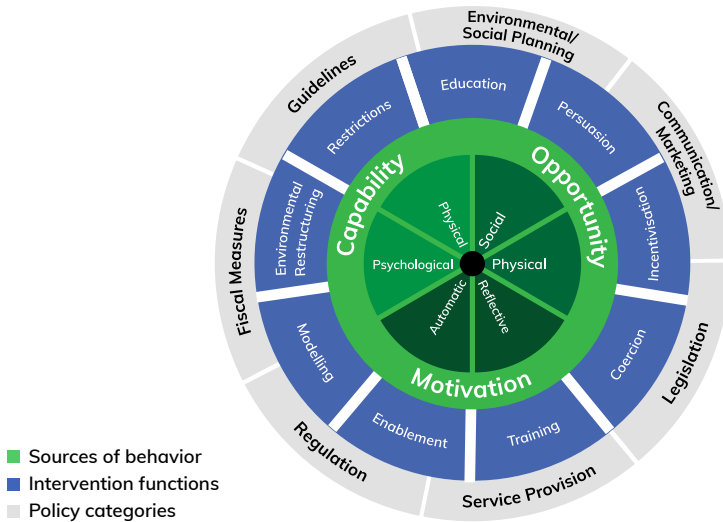 Environmental/
Social Planning
Guidelines
Communication/
Marketing
Education
Restrictions
Persuasion
Environmental
Restructuring
Incentivisation
Capability
Opportunity
Physical
Social
Psychological
Physical
Automatic
Reflective
Motivation
Fiscal Measures
Modelling
Coercion
Legislation
Enablement
Training
Regulation
Service Provision
Sources of behavior
Intervention functions
Policy categories